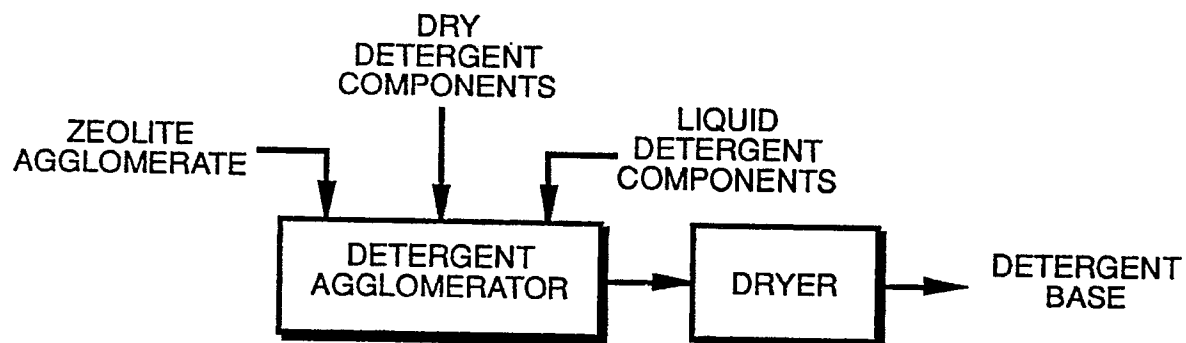 DRY
DETERGENT
COMPONENTS
ZEOLITE
AGGLOMERATE
LIQUID
DETERGENT
COMPONENTS
DETERGENT
AGGLOMERATOR
DRYER
DETERGENT
BASE